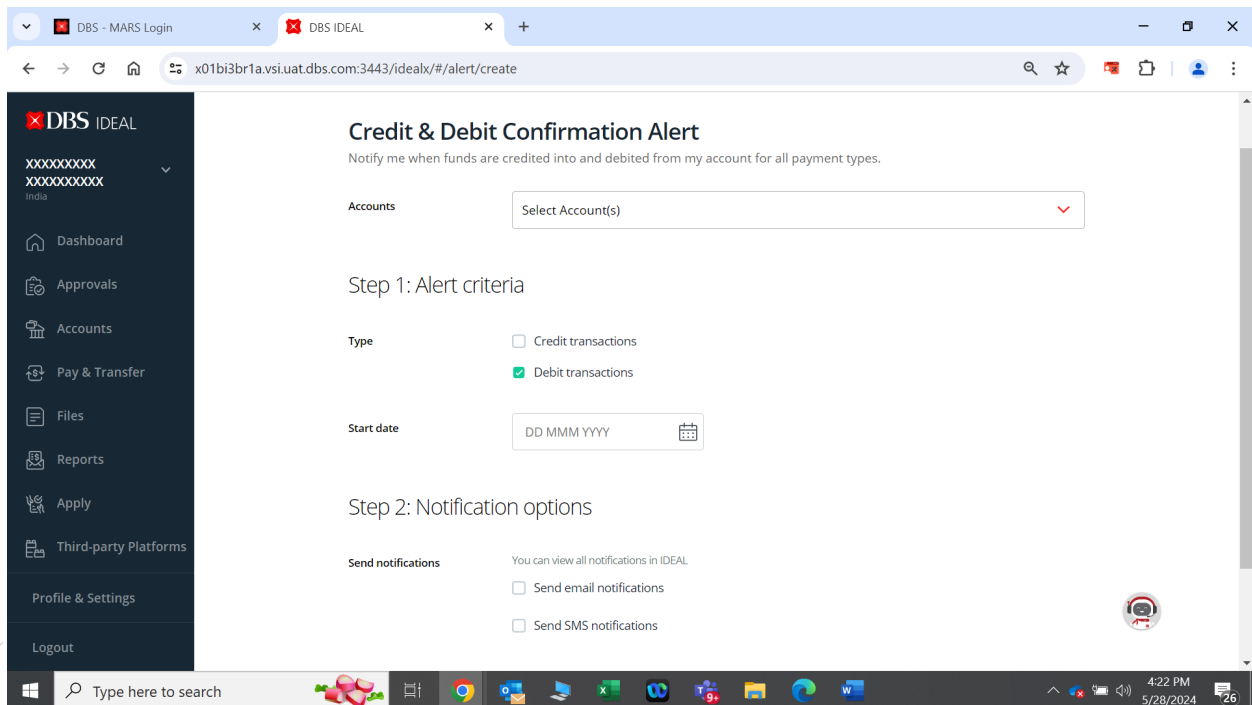 DBS - MARS Login
DBS IDEAL
x01bi3br1a.vsi.uat.dbs.com:3443/idealx/#/alert/create
DBS IDEAL
XXXXXXXXX
XXXXXXXXXX
India
Dashboard
Approvals
Accounts
Pay & Transfer
Files
Reports
Apply
Third-party Platforms
Profile & Settings
Logout
Credit & Debit Confirmation Alert
Notify me when funds are credited into and debited from my account for all payment types.
Accounts
Select Account(s)
Step 1: Alert criteria
Type
Credit transactions
Debit transactions
Start date
DD MMM YYYY
Step 2: Notification options
Send notifications
You can view all notifications in IDEAL
Send email notifications
Send SMS notifications
Type here to search
9+
4:22 PM
5/28/2024
26